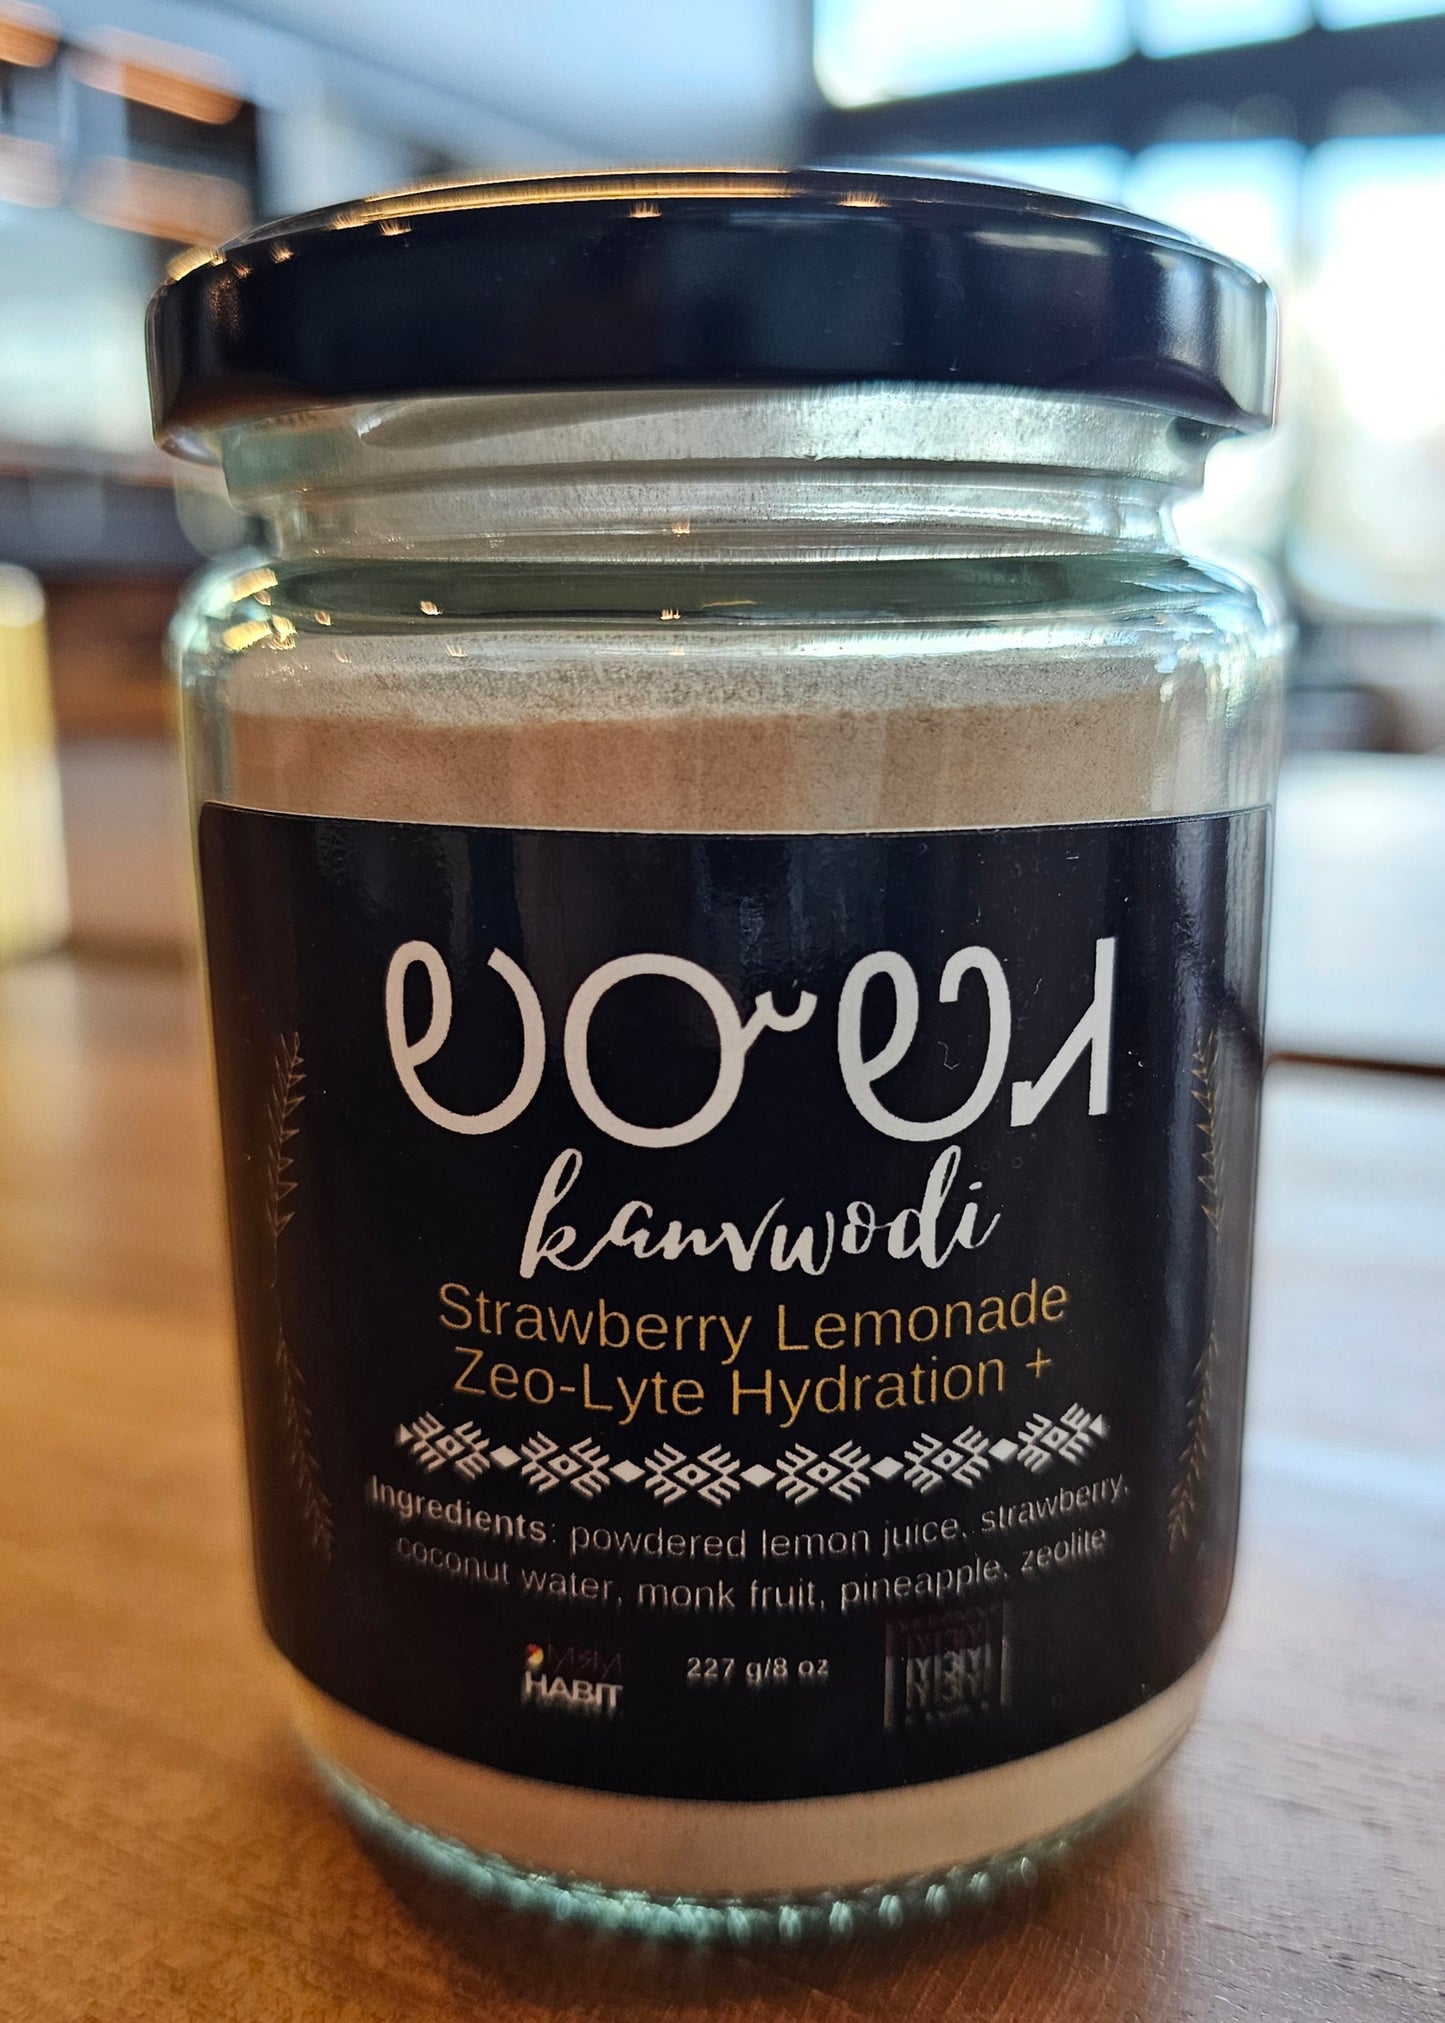 ᎧᏅᏬᏗ
kanvwodi
Strawberry Lemonade
Zeo-Lyte Hydration +
Ingredients: powdered lemon juice, strawberry,
coconut water, monk fruit, pineapple, zeolite
HABIT 227 g/8 oz